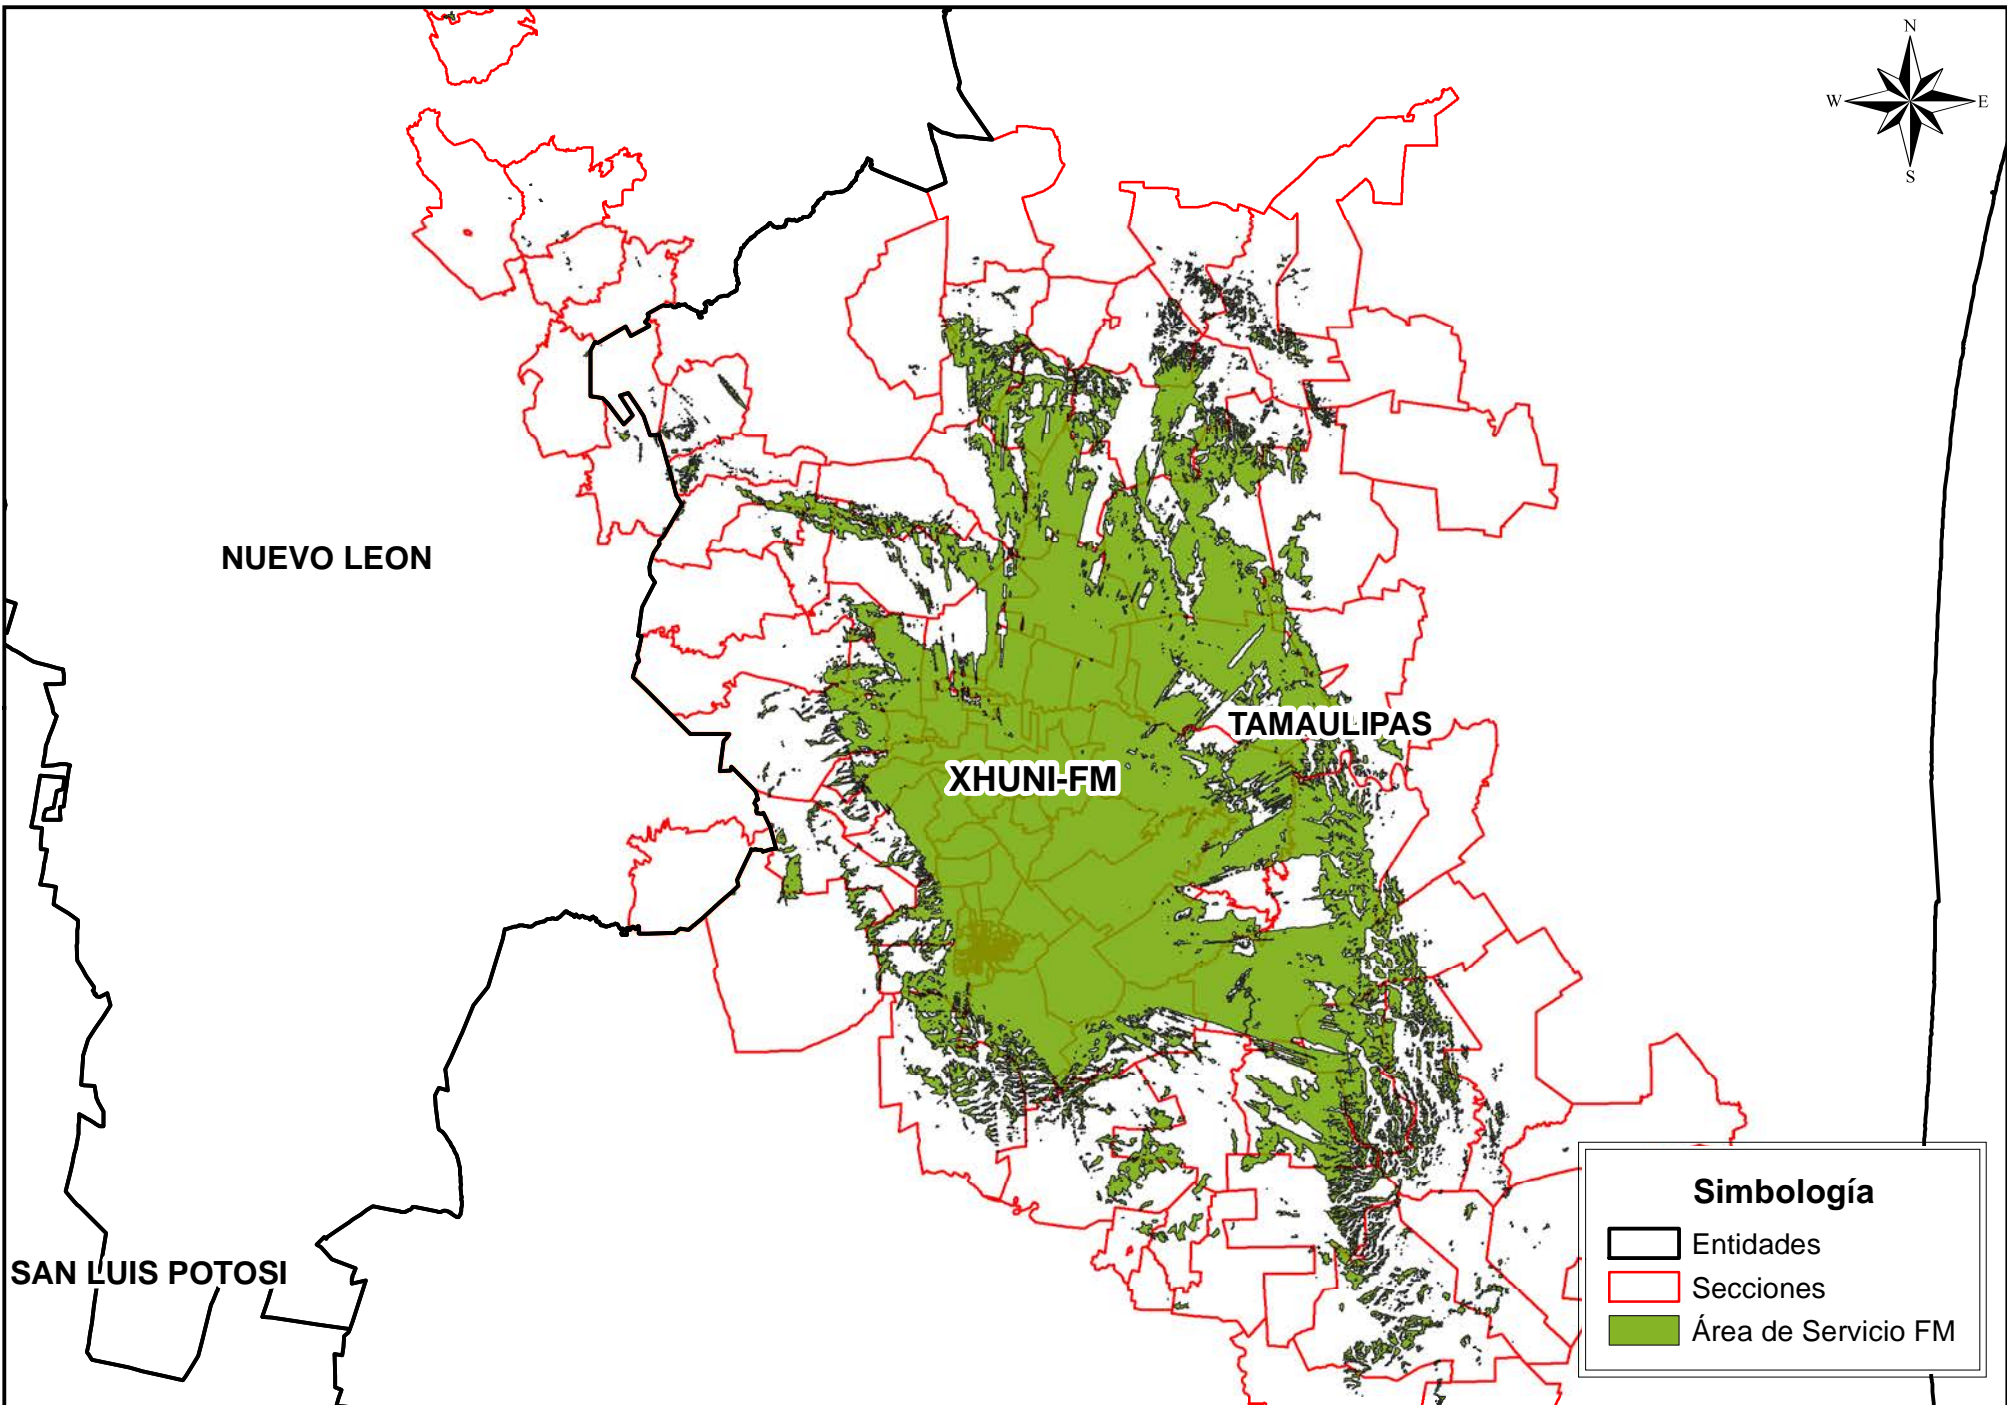 N
W E
S
NUEVO LEON
TAMAULIPAS
XHUNI-FM
SAN LUIS POTOSI
Simbología
Entidades
Secciones
Área de Servicio FM